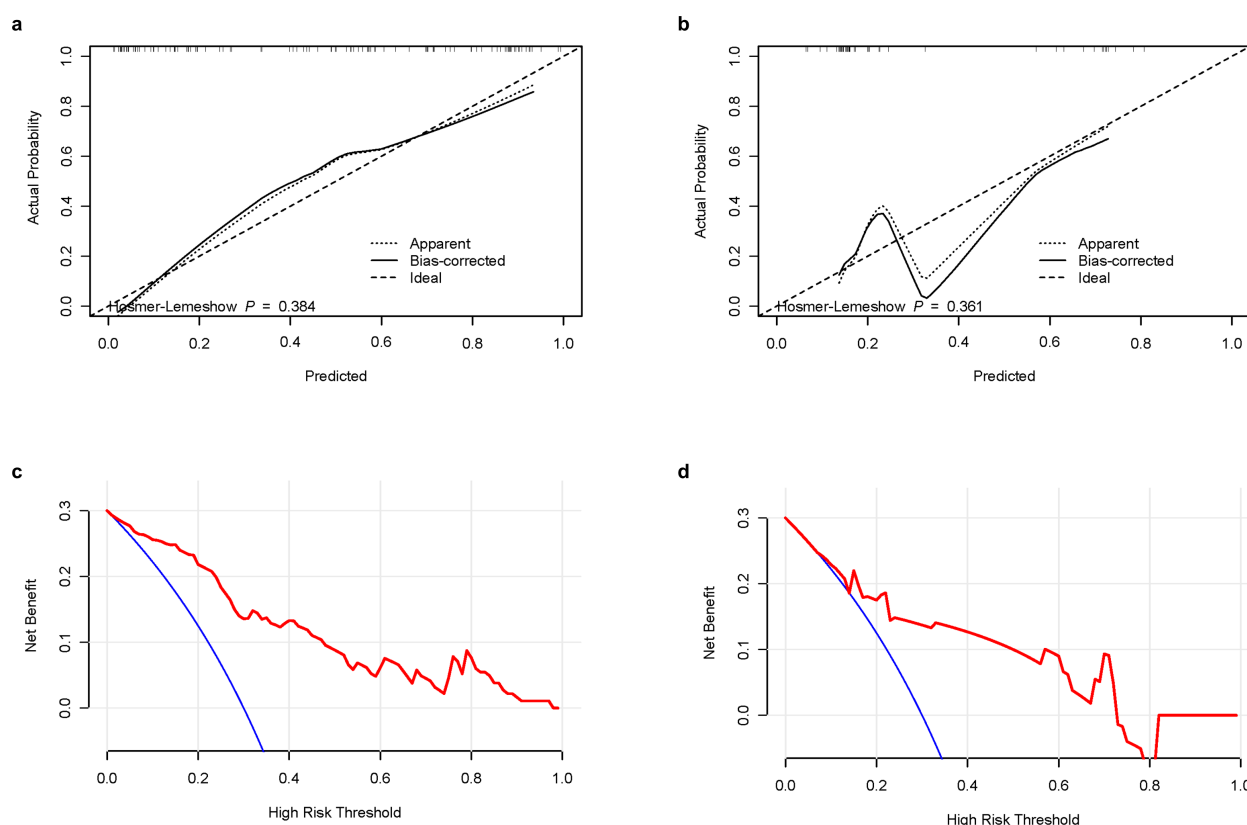 a
1.0
0.8
0.6
0.4
0.2
0.0
Actual Probability
Apparent
Bias-corrected
Ideal
Hosmer-Lemeshow P = 0.384
0.0 0.2 0.4 0.6 0.8 1.0
Predicted
b
1.0
0.8
0.6
0.4
0.2
0.0
Actual Probability
Apparent
Bias-corrected
Ideal
Hosmer-Lemeshow P = 0.361
0.0 0.2 0.4 0.6 0.8 1.0
Predicted
c
0.3
0.2
0.1
0.0
Net Benefit
0.0 0.2 0.4 0.6 0.8 1.0
High Risk Threshold
d
0.3
0.2
0.1
0.0
Net Benefit
0.0 0.2 0.4 0.6 0.8 1.0
High Risk Threshold